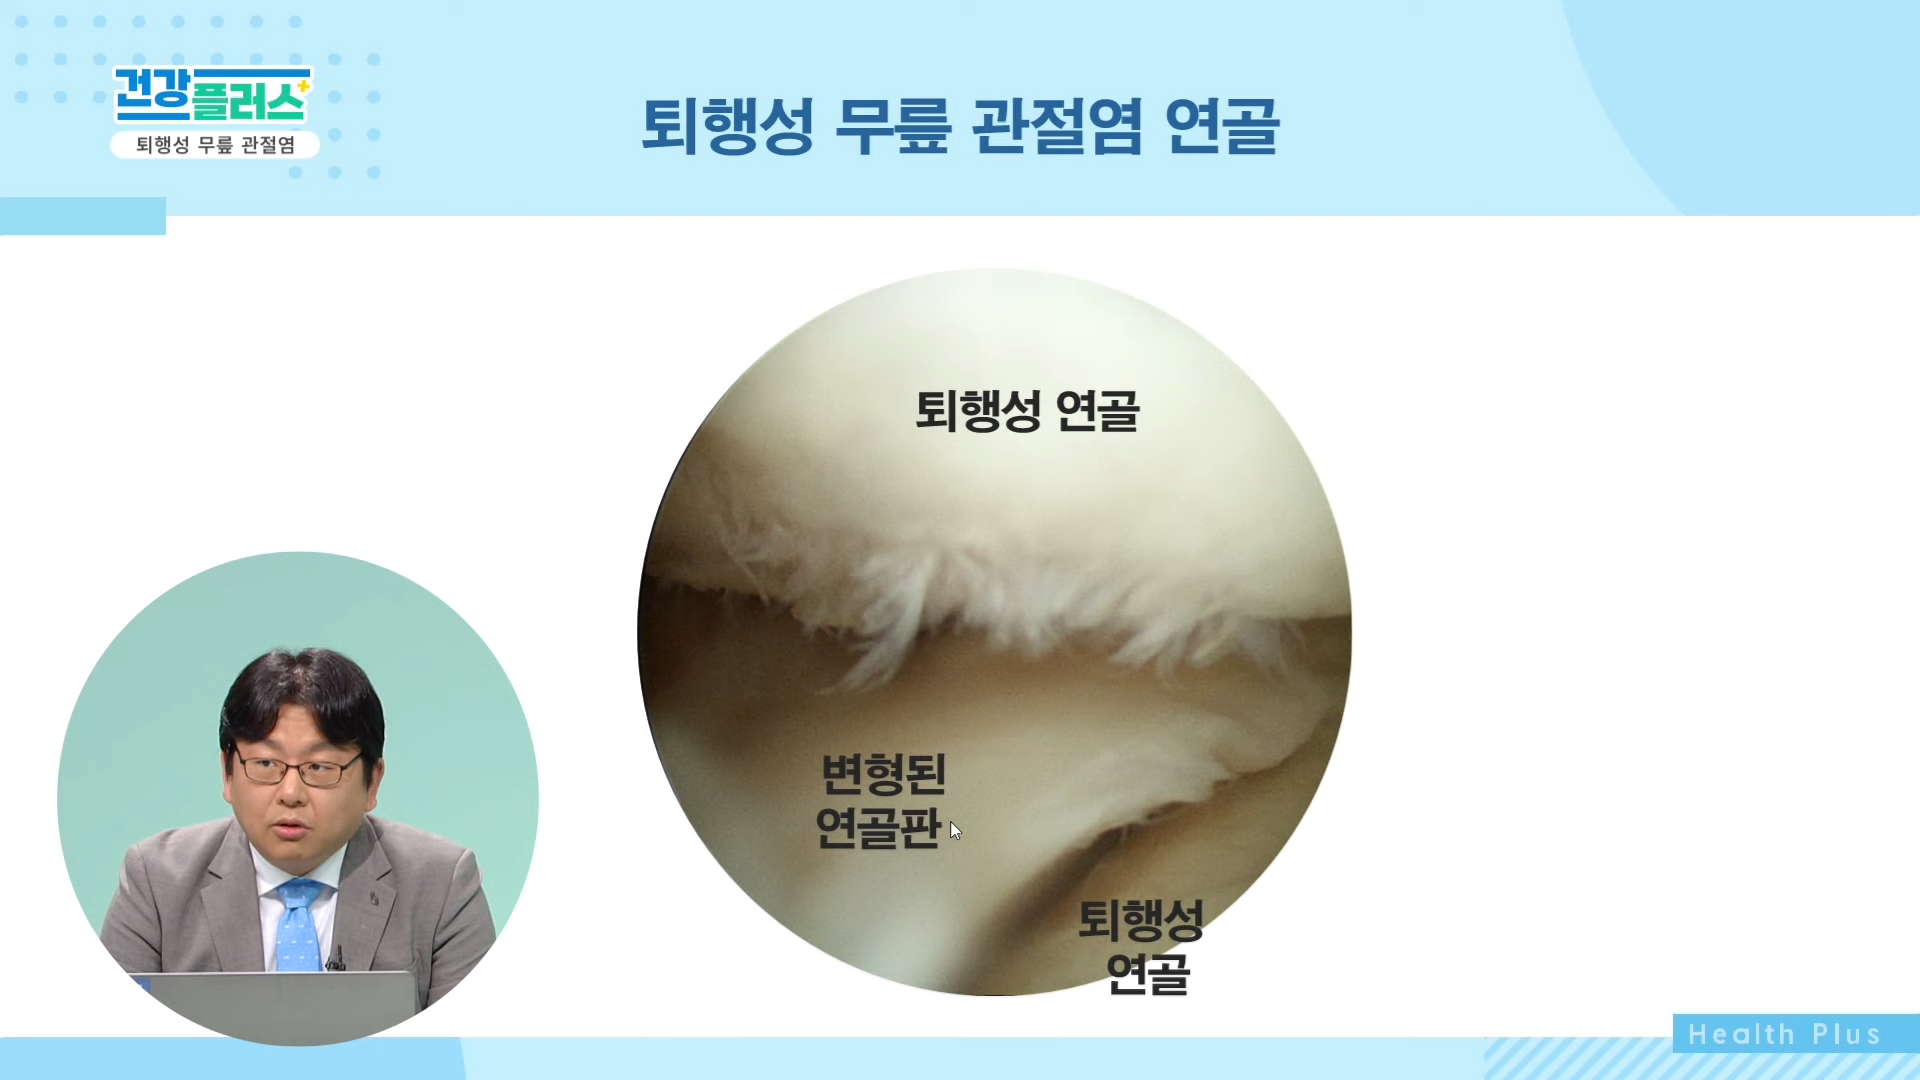 건강플러스+
퇴행성 무릎 관절염
퇴행성 무릎 관절염 연골
퇴행성 연골
변형된
연골판
퇴행성
연골
Health Plus